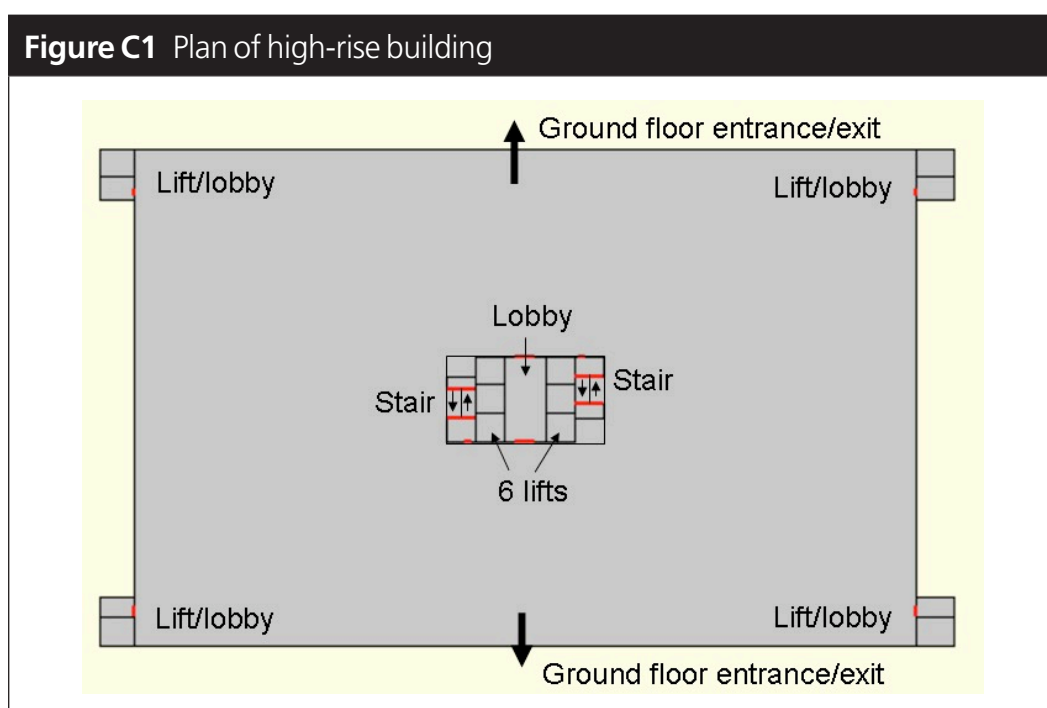 Figure C1 Plan of high-rise building
Ground floor entrance/exit
Lift/lobby
Lift/lobby
Lobby
Stair
Stair
6 lifts
Lift/lobby
Lift/lobby
Ground floor entrance/exit